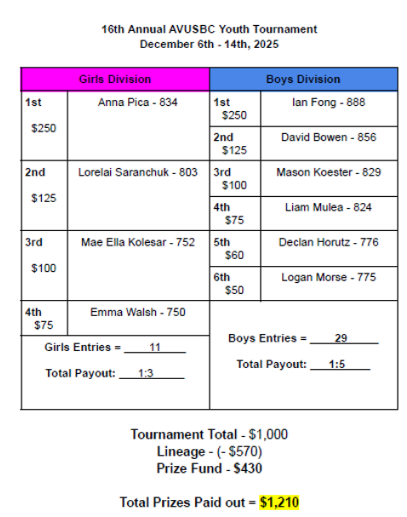 16th Annual AVUSBC Youth Tournament
December 6th - 14th, 2025
Girls Division
1st Anna Pica - 834
$250
2nd Lorelai Saranchuk - 803
$125
3rd Mae Ella Kolesar - 752
$100
4th Emma Walsh - 750
$75
Girls Entries = 11
Total Payout: 1:3
Boys Division
1st Ian Fong - 888
$250
2nd David Bowen - 856
$125
3rd Mason Koester - 829
$100
4th Liam Mulea - 824
$75
5th Declan Horutz - 776
$60
6th Logan Morse - 775
$50
Boys Entries = 29
Total Payout: 1:5
Tournament Total - $1,000
Lineage - (- $570)
Prize Fund - $430
Total Prizes Paid out = $1,210